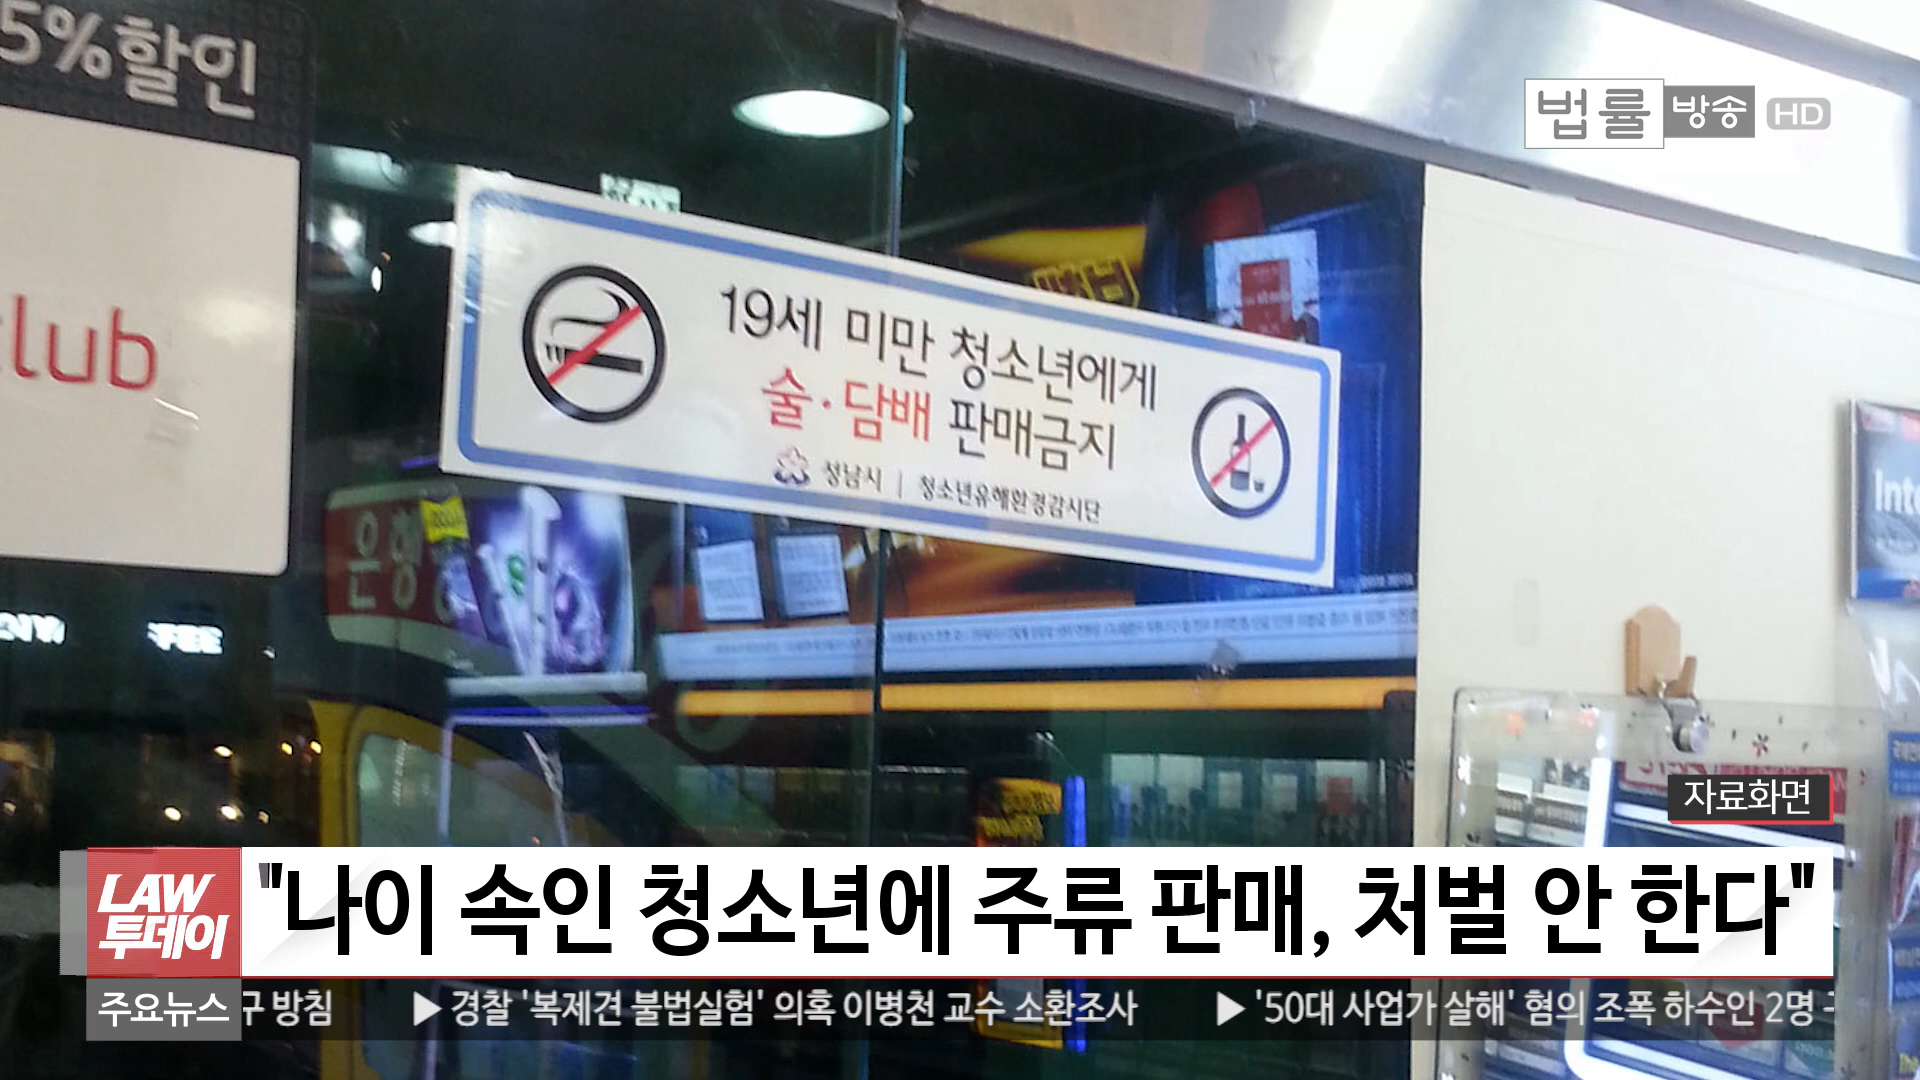 5%할인
법률방송 HD
19세 미만 청소년에게
술·담배 판매금지
성남시 | 청소년유해환경감시단
club
은행
Inte
자료화면
LAW
투데이
"나이 속인 청소년에 주류 판매, 처벌 안 한다"
주요뉴스 구 방침 ▶경찰 '복제견 불법실험' 의혹 이병천 교수 소환조사 ▶'50대 사업가 살해' 혐의 조폭 하수인 2명